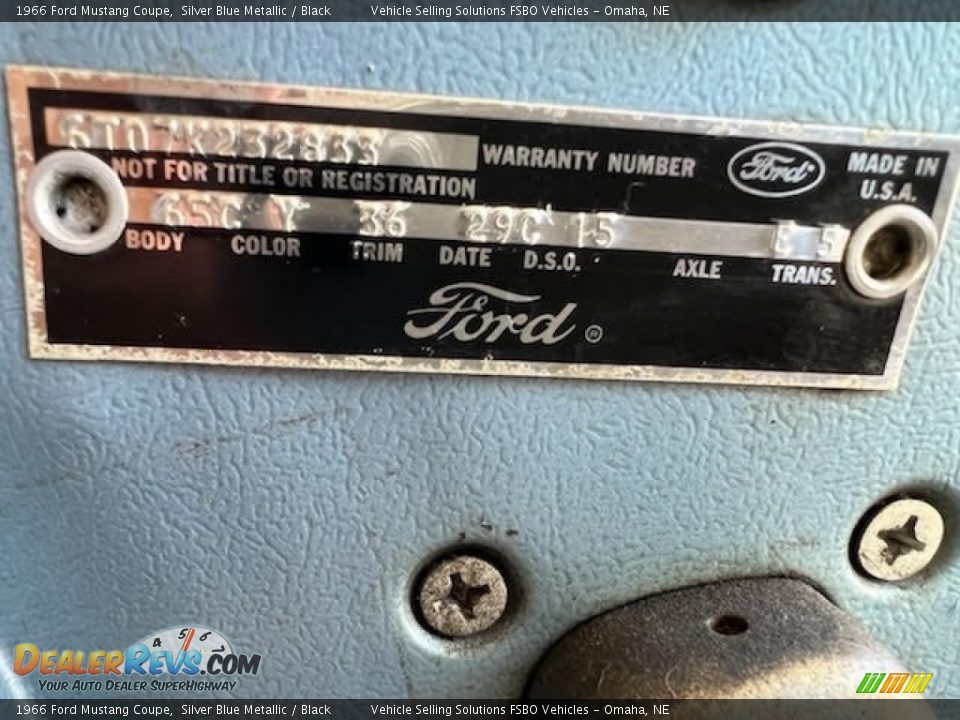 1966 Ford Mustang Coupe,  Silver Blue Metallic / Black        Vehicle Selling Solutions FSBO Vehicles – Omaha, NE
6T07K232833 WARRANTY NUMBER Ford MADE IN U.S.A.
NOT FOR TITLE OR REGISTRATION
65C Y 36 29C 15 5
BODY COLOR TRIM DATE D.S.O. AXLE TRANS.
Ford ®
4 5 6
DEALERREVS.COM
YOUR AUTO DEALER SUPERHIGHWAY
1966 Ford Mustang Coupe,  Silver Blue Metallic / Black        Vehicle Selling Solutions FSBO Vehicles – Omaha, NE